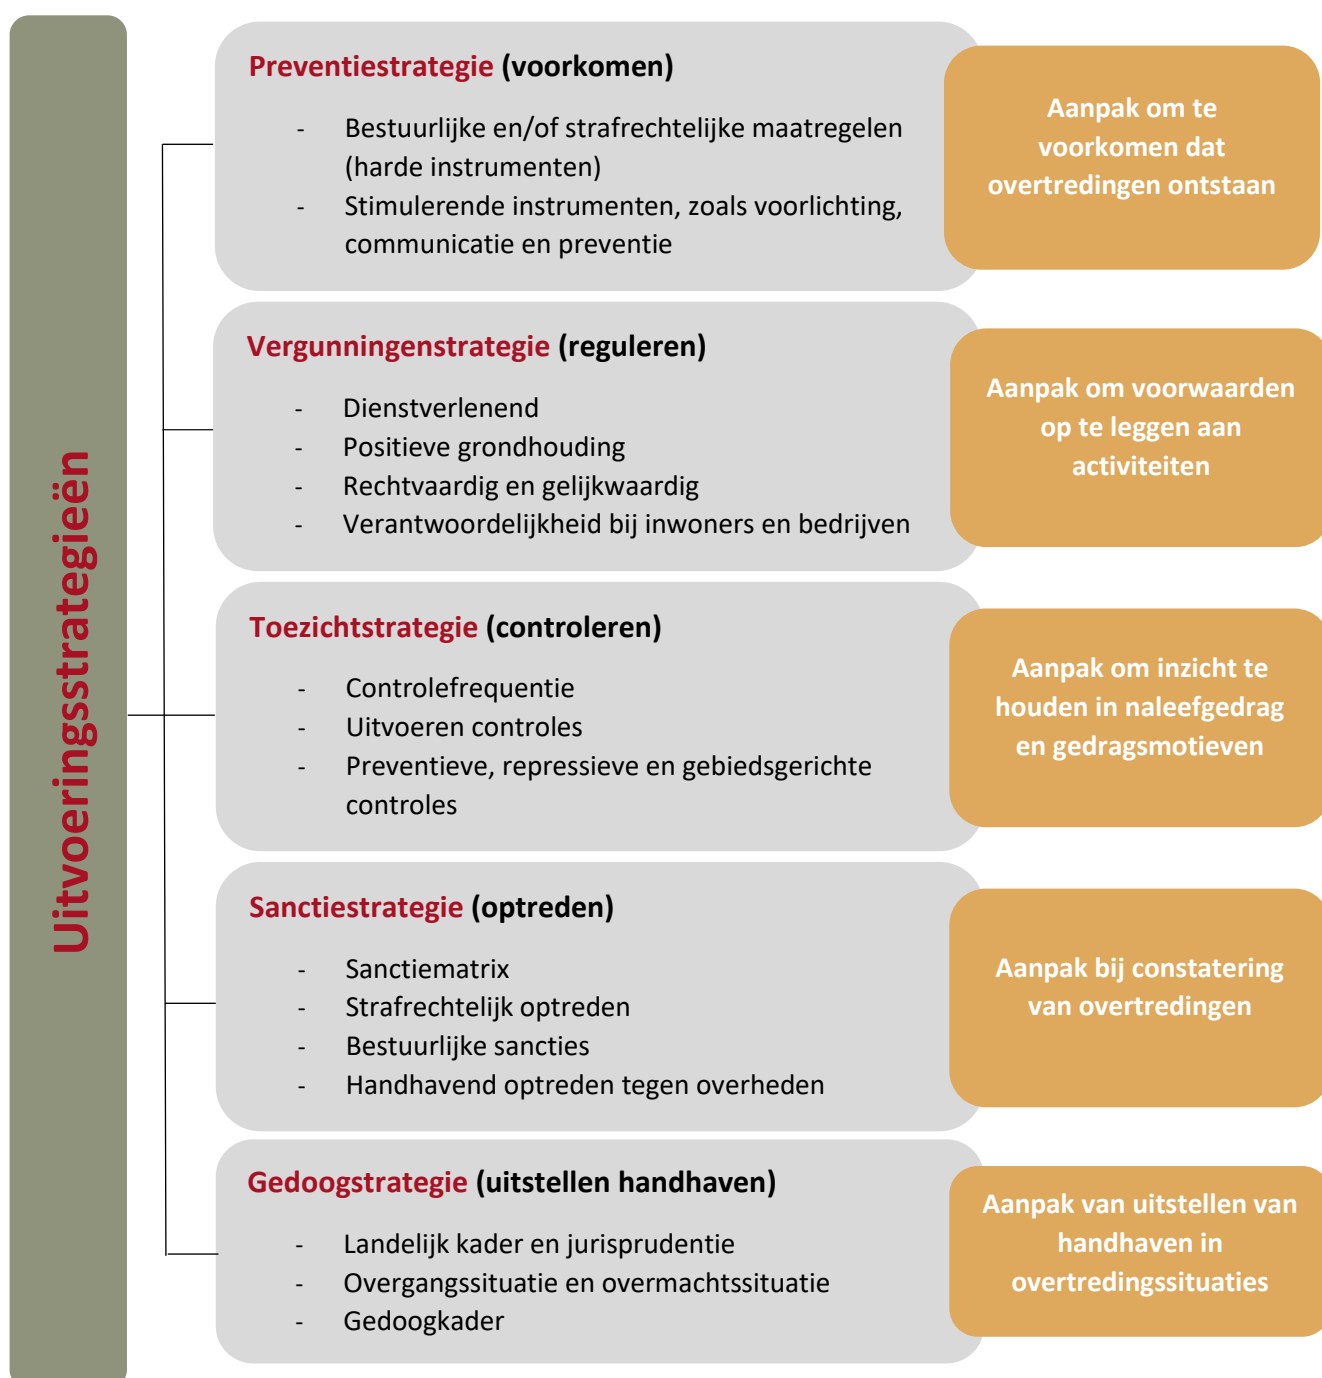 Uitvoeringsstrategieën
Preventiestrategie (voorkomen)
- Bestuurlijke en/of strafrechtelijke maatregelen
(harde instrumenten)
- Stimulerende instrumenten, zoals voorlichting,
communicatie en preventie
Aanpak om te
voorkomen dat
overtredingen ontstaan
Vergunningenstrategie (reguleren)
- Dienstverlenend
- Positieve grondhouding
- Rechtvaardig en gelijkwaardig
- Verantwoordelijkheid bij inwoners en bedrijven
Aanpak om voorwaarden
op te leggen aan
activiteiten
Toezichtstrategie (controleren)
- Controlefrequentie
- Uitvoeren controles
- Preventieve, repressieve en gebiedsgerichte
controles
Aanpak om inzicht te
houden in naleefgedrag
en gedragsmotieven
Sanctiestrategie (optreden)
- Sanctiematrix
- Strafrechtelijk optreden
- Bestuurlijke sancties
- Handhavend optreden tegen overheden
Aanpak bij constatering
van overtredingen
Gedoogstrategie (uitstellen handhaven)
- Landelijk kader en jurisprudentie
- Overgangssituatie en overmachtssituatie
- Gedoogkader
Aanpak van uitstellen van
handhaven in
overtredingssituaties